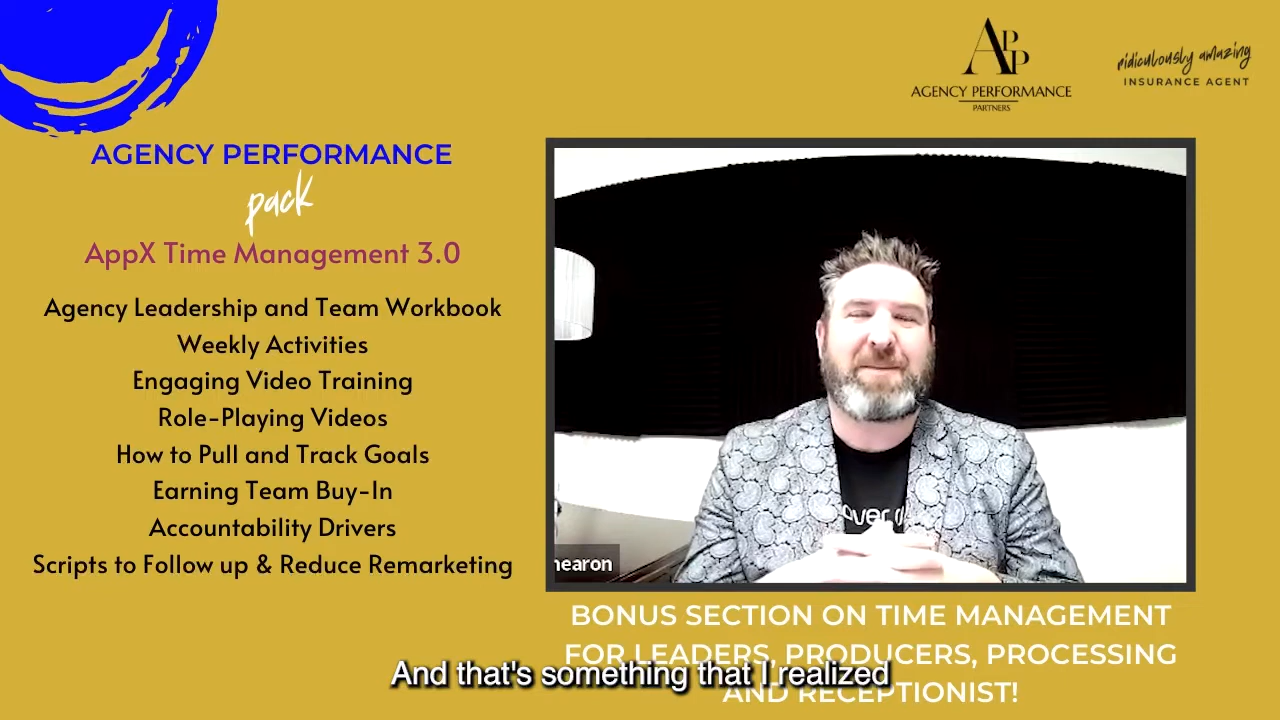 APP
AGENCY PERFORMANCE
PARTNERS
ridiculously amazing
INSURANCE AGENT
AGENCY PERFORMANCE
pack
AppX Time Management 3.0
Agency Leadership and Team Workbook
Weekly Activities
Engaging Video Training
Role-Playing Videos
How to Pull and Track Goals
Earning Team Buy-In
Accountability Drivers
Scripts to Follow up & Reduce Remarketing
hearon
BONUS SECTION ON TIME MANAGEMENT
FOR LEADERS, PRODUCERS, PROCESSING
AND RECEPTIONIST!
And that's something that I realized